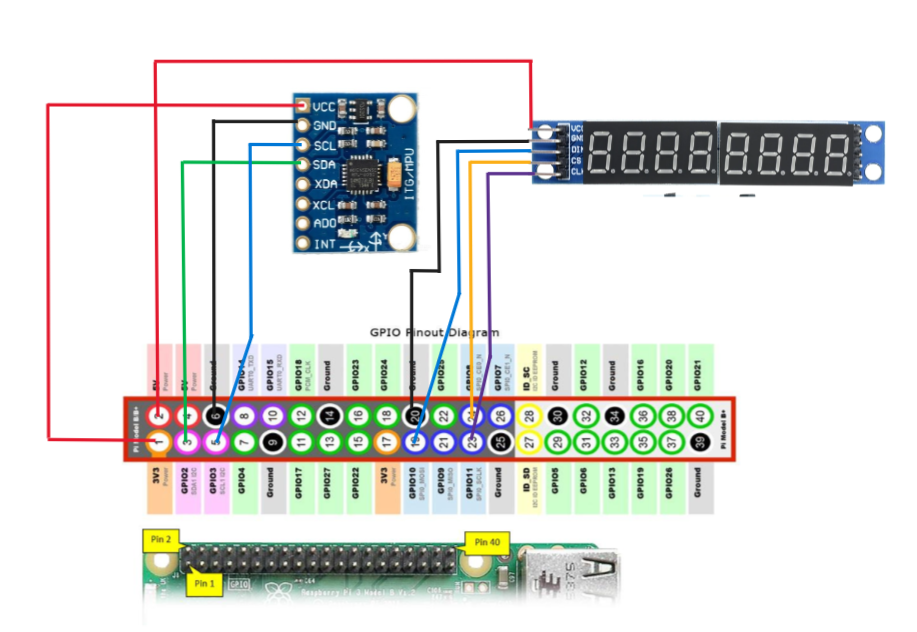 VCC
GND
SCL
SDA
XDA
XCL
ADO
INT
ITG/MPU
VCC
GND
DIN
CS
GPIO Pinout Diagram
5V
Power
5V
Power
Ground
GPIO14
UART0_TXD
GPIO15
UART0_RXD
GPIO18
PCM_CLK
Ground
GPIO23
GPIO24
Ground
GPIO25
GPIO8
SPI_CE0_N
GPIO7
SPI_CE1_N
ID_SC
I2C ID EEPROM
Ground
GPIO12
Ground
GPIO16
GPIO20
GPIO21
Pi Model B/B+
2 4 6 8 10 12 14 16 18 20 22 24 26 28 30 32 34 36 38 40
1 3 5 7 9 11 13 15 17 19 21 23 25 27 29 31 33 35 37 39
Pi Model B+
3V3
Power
GPIO2
SDA1 I2C
GPIO3
SCL1 I2C
GPIO4
Ground
GPIO17
GPIO27
GPIO22
3V3
Power
GPIO10
SPI_MOSI
GPIO9
SPI_MISO
GPIO11
SPI_SCLK
Ground
ID_SD
I2C ID EEPROM
GPIO5
GPIO6
GPIO13
GPIO19
GPIO26
Ground
Pin 2
Pin 40
Pin 1
J1
GPIO
Raspberry Pi 3 Model B V1.2